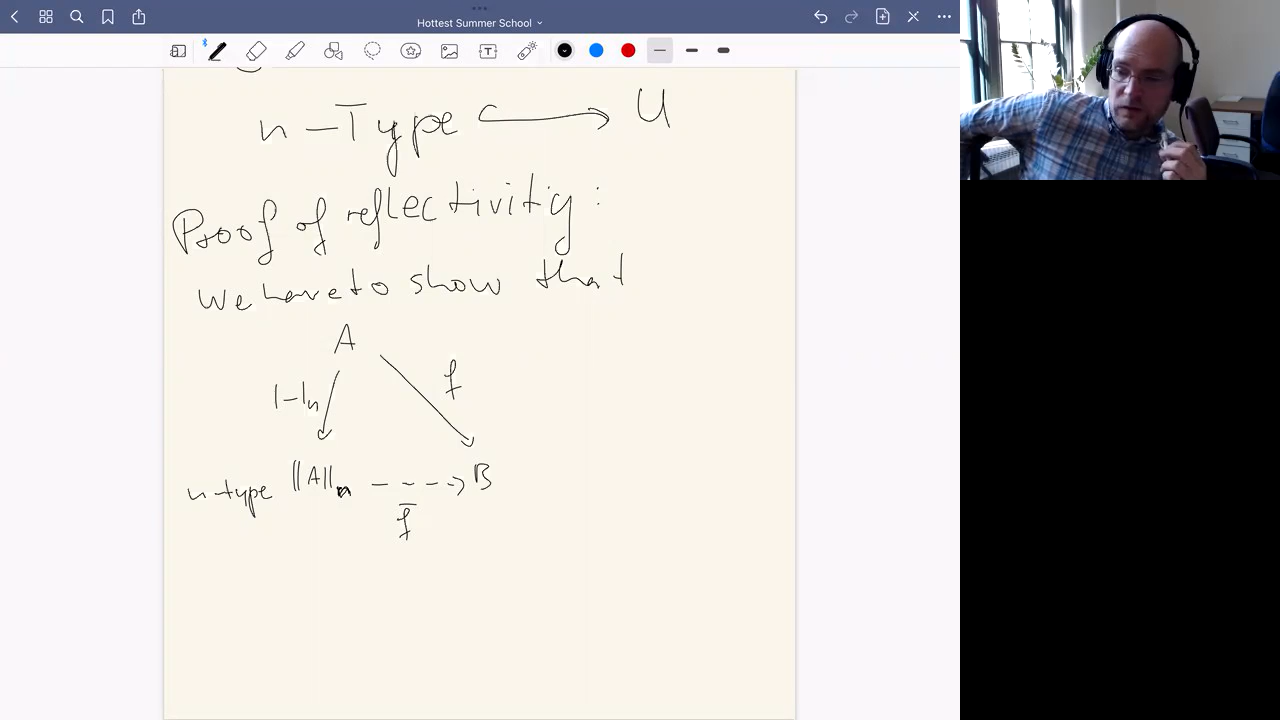 Hottest Summer School
n-Type ↪ U
Proof of reflectivity:
We have to show that
A
|-|n f
n-type ||A||n ---> B
f̄